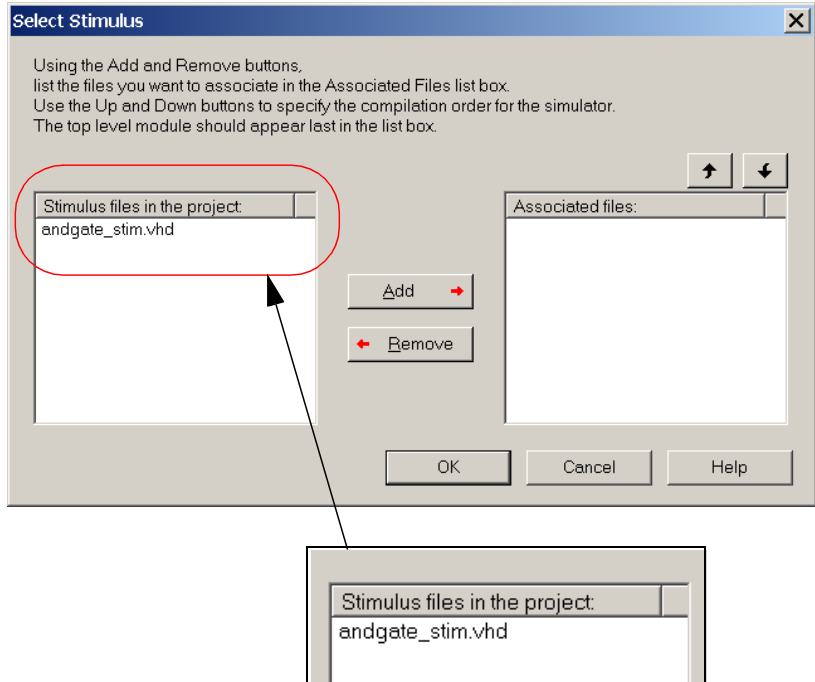 Select Stimulus
Using the Add and Remove buttons,
list the files you want to associate in the Associated Files list box.
Use the Up and Down buttons to specify the compilation order for the simulator.
The top level module should appear last in the list box.
Stimulus files in the project:
andgate_stim.vhd
Associated files:
Add
Remove
OK Cancel Help
Stimulus files in the project:
andgate_stim.vhd